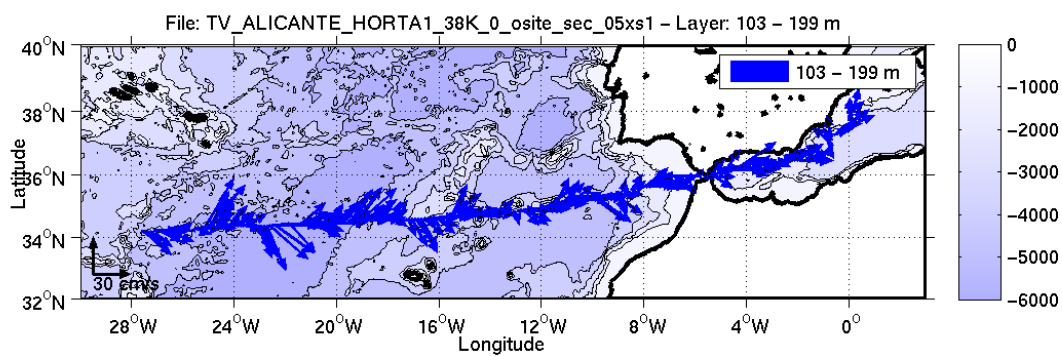 File: TV_ALICANTE_HORTA1_38K_0_osite_sec_05xs1 – Layer: 103 – 199 m
103 – 199 m
Latitude
40°N
38°N
36°N
34°N
32°N
30 cm/s
28°W
24°W
20°W
16°W
12°W
8°W
4°W
0°
Longitude
0
−1000
−2000
−3000
−4000
−5000
−6000